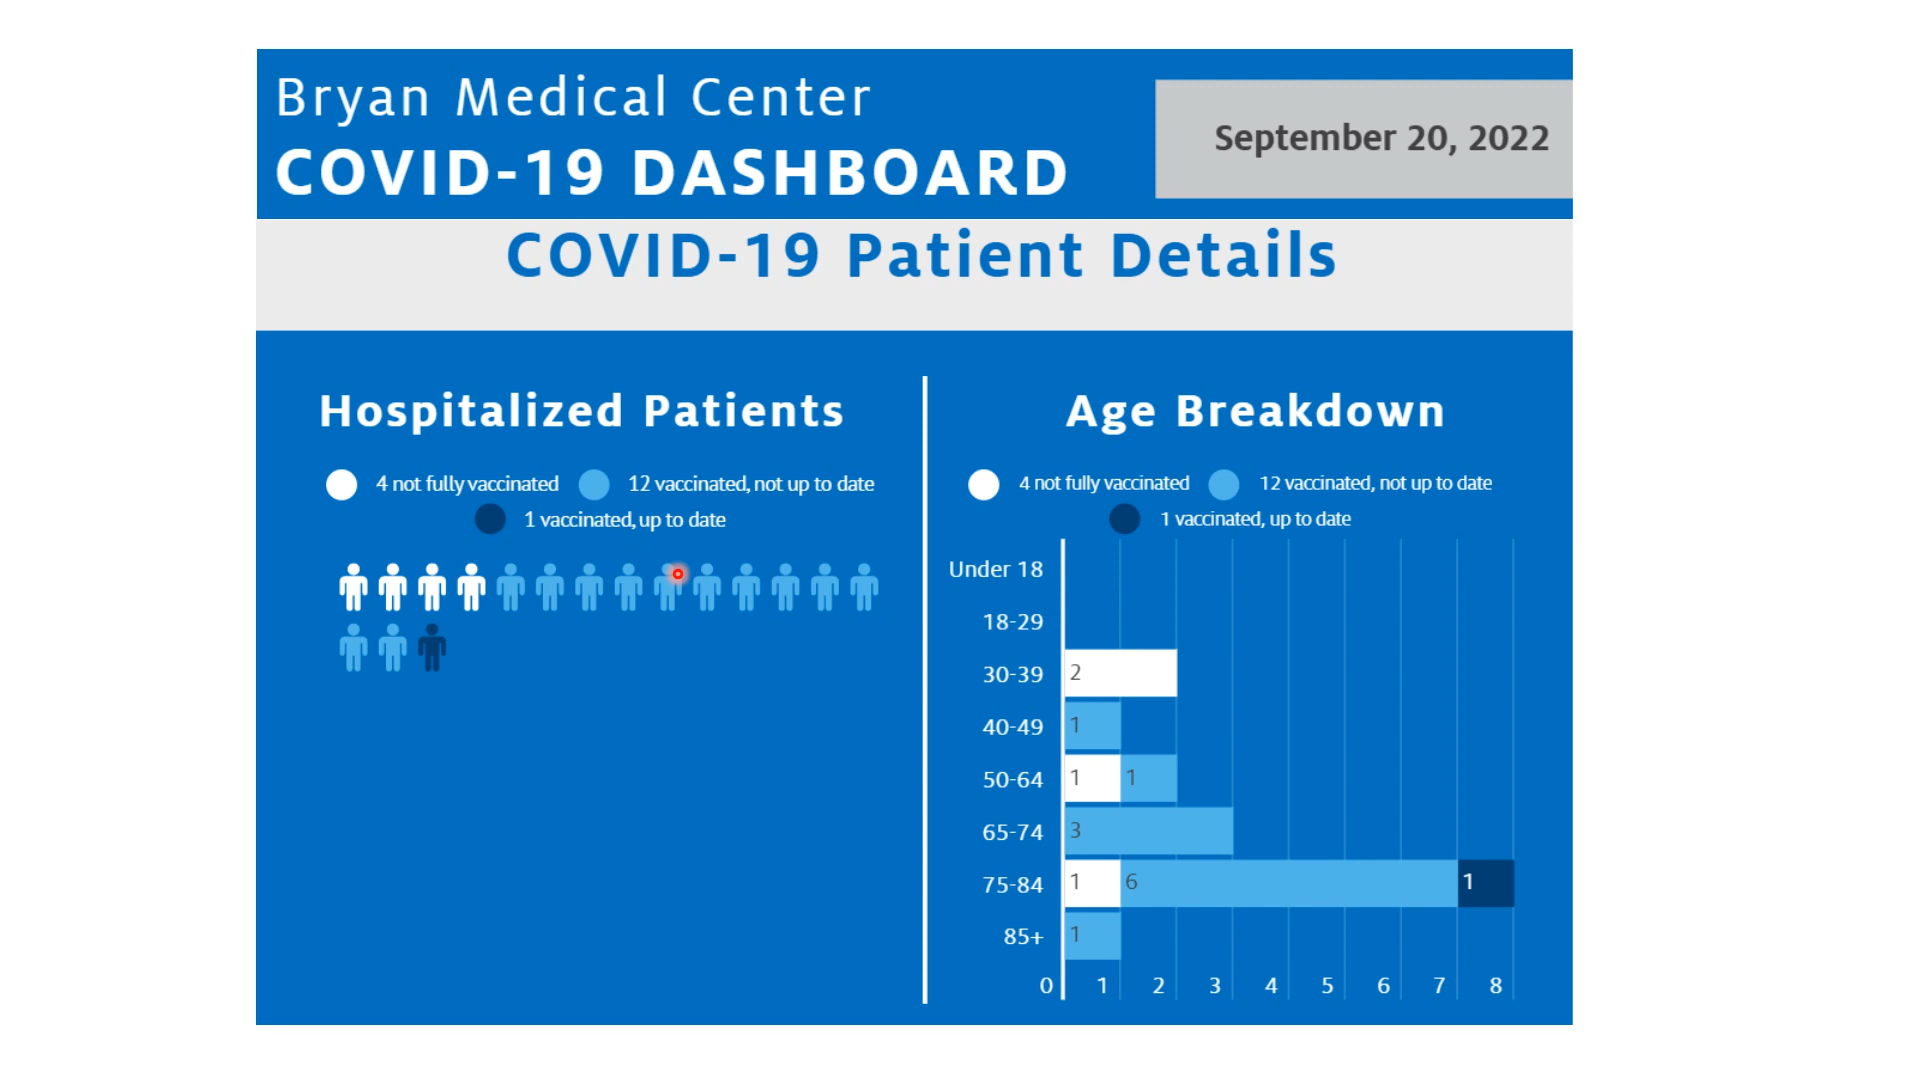 Bryan Medical Center
COVID-19 DASHBOARD
September 20, 2022
COVID-19 Patient Details
Hospitalized Patients
4 not fully vaccinated
12 vaccinated, not up to date
1 vaccinated, up to date
Age Breakdown
4 not fully vaccinated
12 vaccinated, not up to date
1 vaccinated, up to date
Under 18
18-29
30-39 2
40-49 1
50-64 1 1
65-74 3
75-84 1 6 1
85+ 1
0 1 2 3 4 5 6 7 8